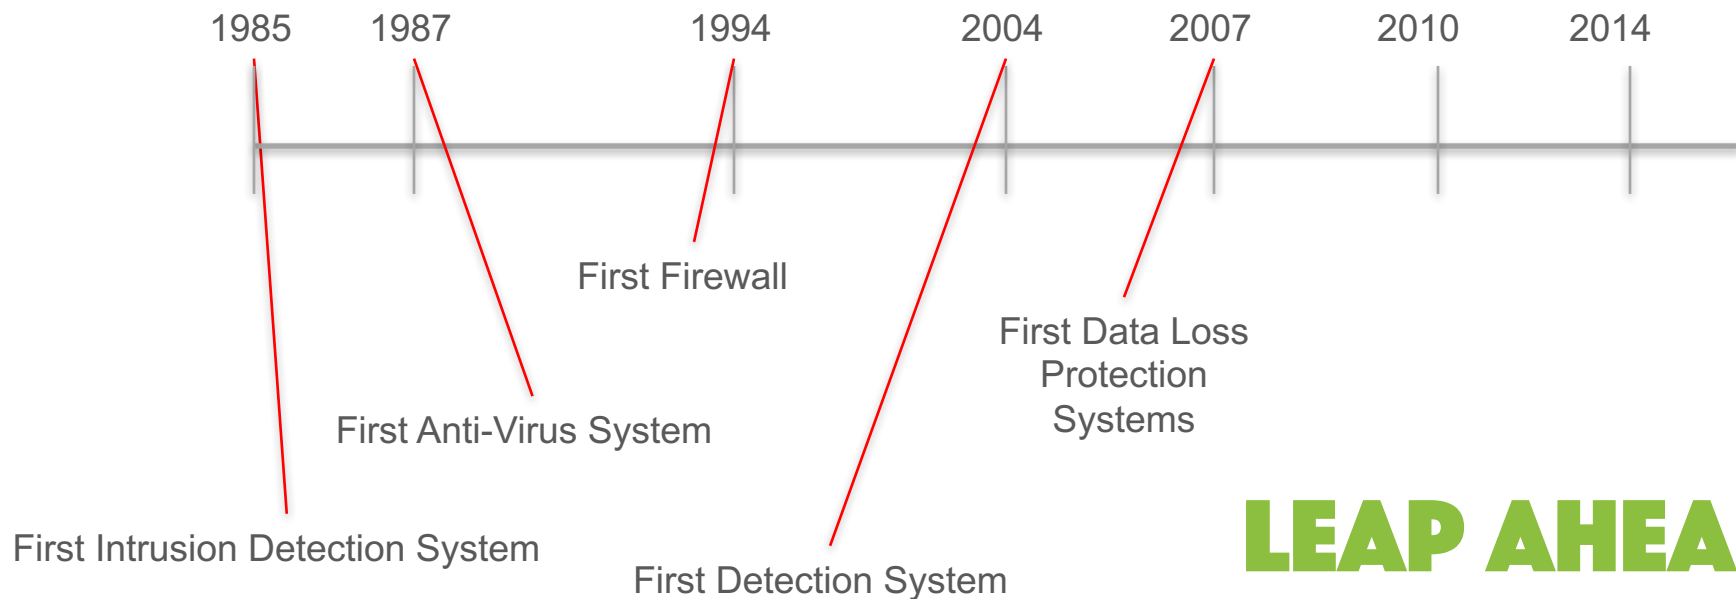 1985 1987 1994 2004 2007 2010 2014
First Firewall
First Data Loss
Protection
Systems
First Anti-Virus System
First Intrusion Detection System
First Detection System
LEAP AHEA